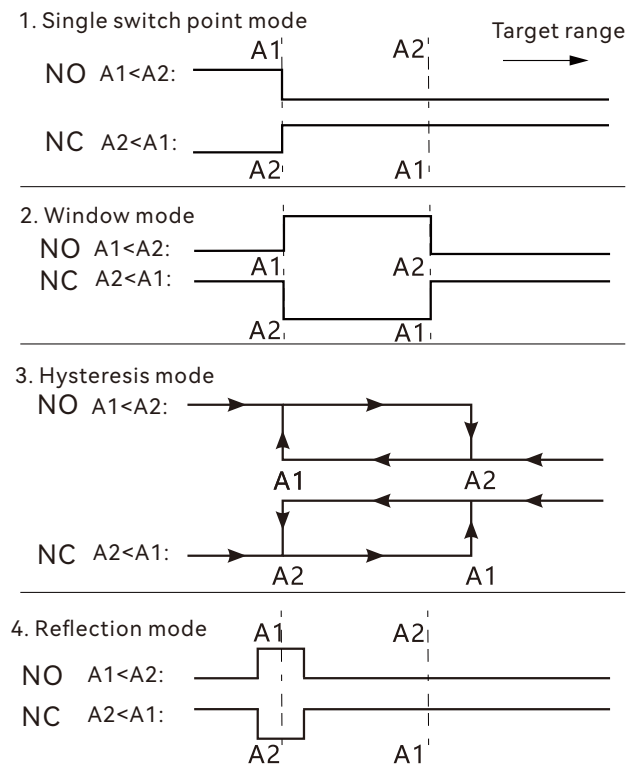 1. Single switch point mode
Target range
A1 A2
NO A1<A2:
NC A2<A1:
A2 A1
2. Window mode
NO A1<A2:
A1 A2
NC A2<A1:
A2 A1
3. Hysteresis mode
NO A1<A2:
A1 A2
NC A2<A1:
A2 A1
4. Reflection mode
A1 A2
NO A1<A2:
NC A2<A1:
A2 A1